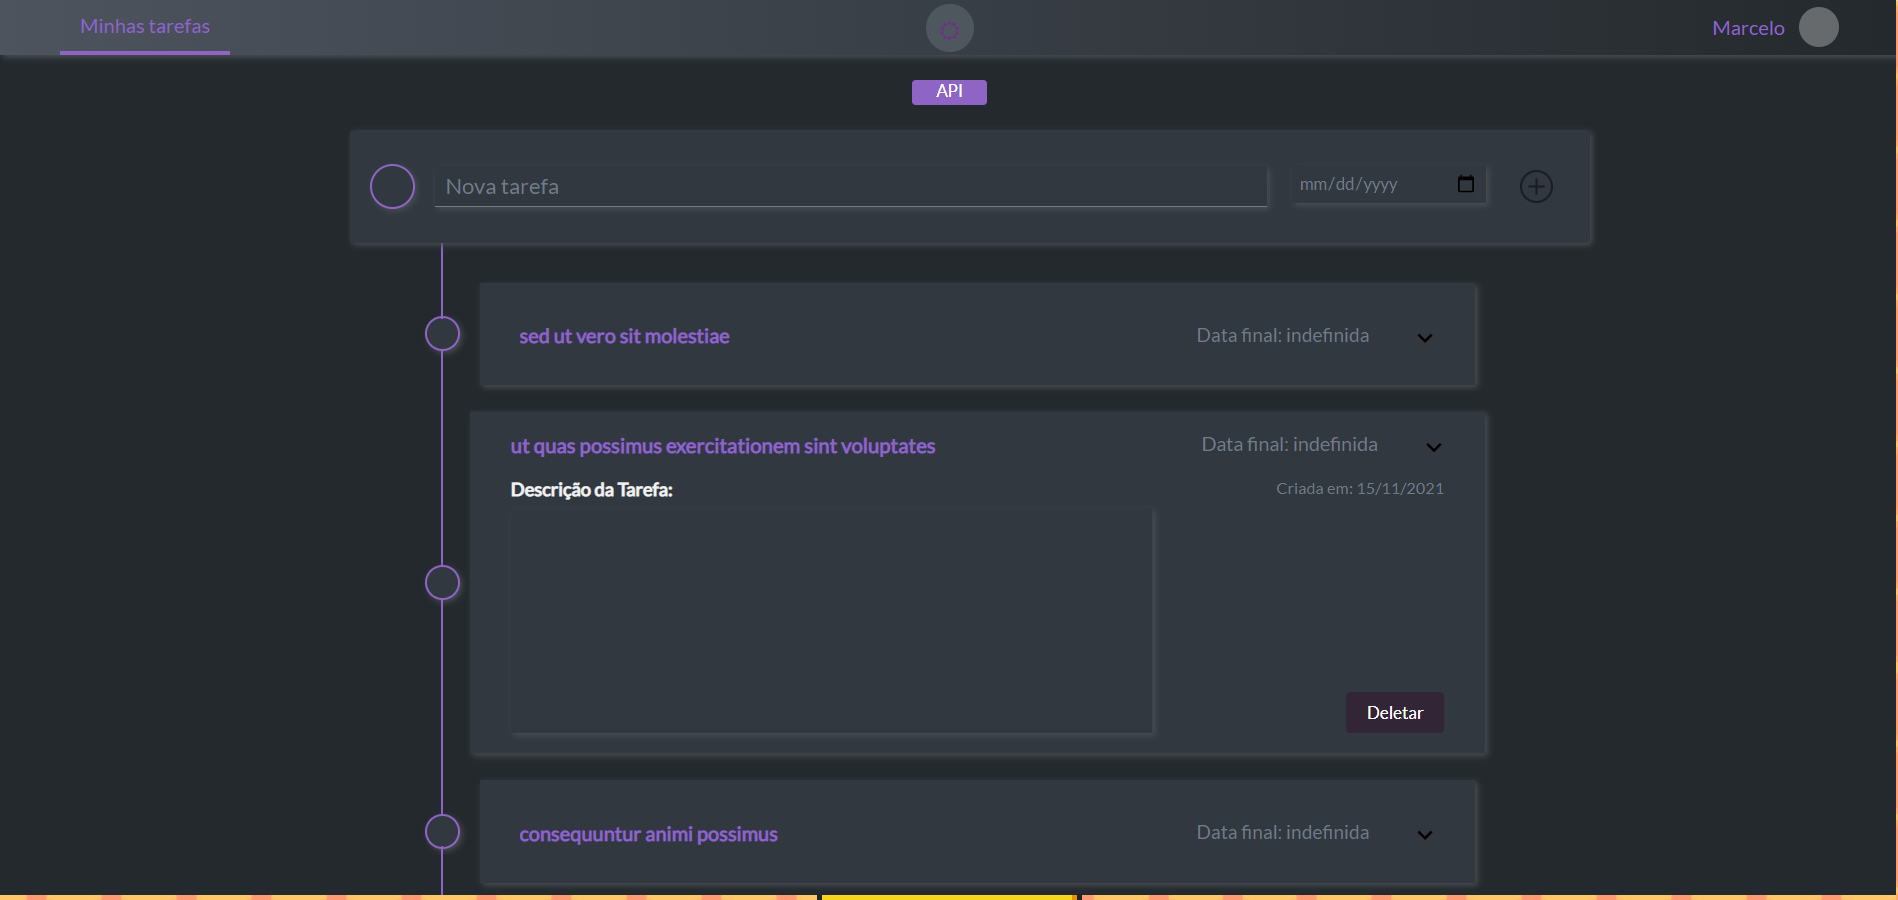 Minhas tarefas
Marcelo
API
Nova tarefa
mm/dd/yyyy
sed ut vero sit molestiae
Data final: indefinida
ut quas possimus exercitationem sint voluptates
Data final: indefinida
Descrição da Tarefa:
Criada em: 15/11/2021
Deletar
consequuntur animi possimus
Data final: indefinida